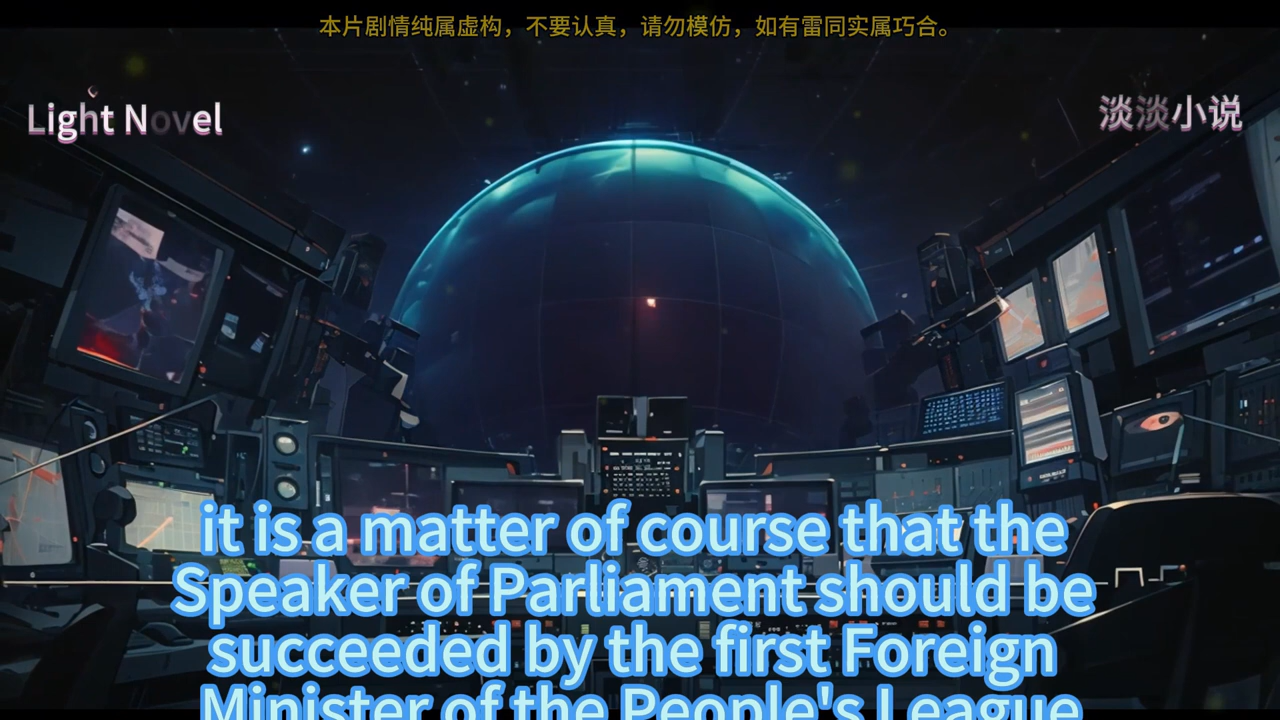 本片剧情纯属虚构，不要认真，请勿模仿，如有雷同实属巧合。
Light Novel
淡淡小说
it is a matter of course that the
Speaker of Parliament should be
succeeded by the first Foreign
Minister of the People's League